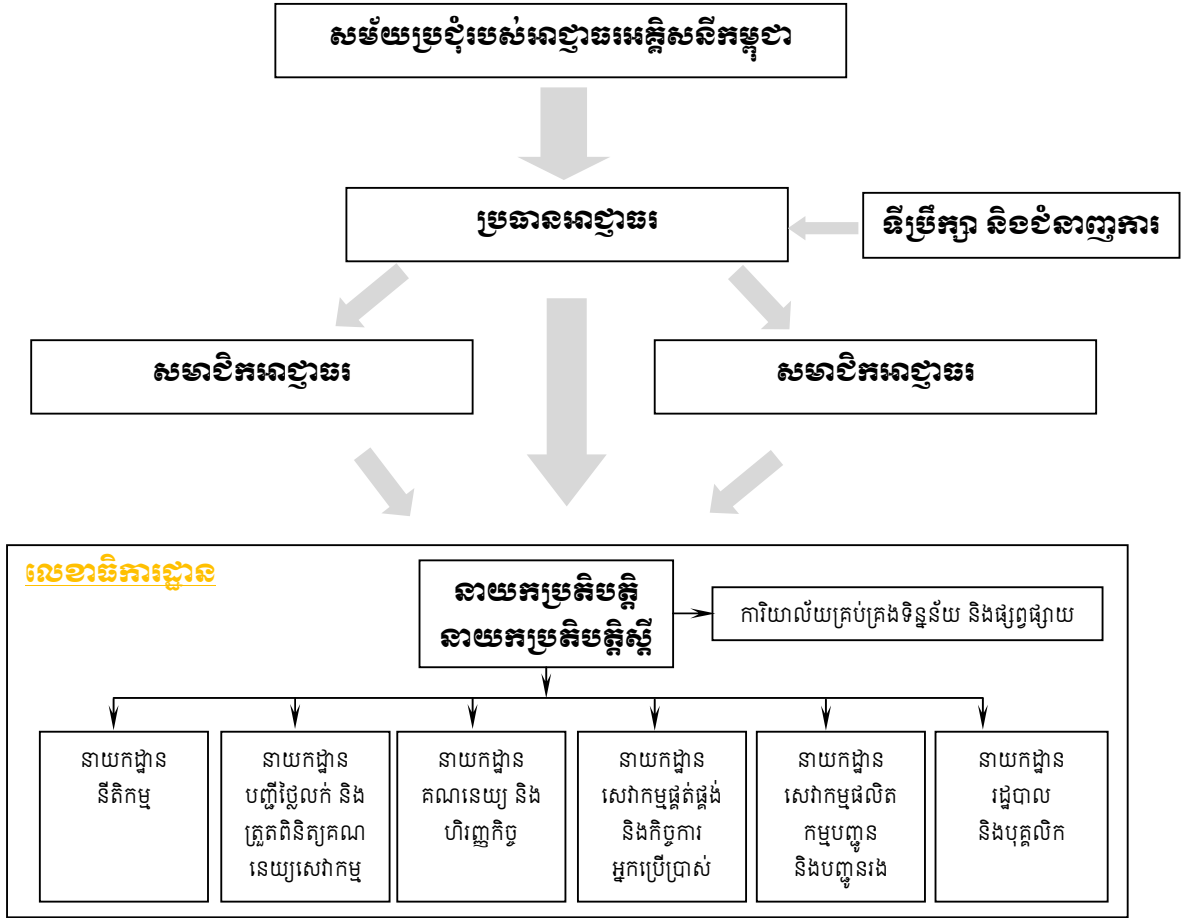 សម័យប្រជុំរបស់អាជ្ញាធរអគ្គិសនីកម្ពុជា
ប្រធានអាជ្ញាធរ
ទីប្រឹក្សា និងជំនាញការ
សមាជិកអាជ្ញាធរ
សមាជិកអាជ្ញាធរ
លេខាធិការដ្ឋាន
នាយកប្រតិបត្តិ
នាយកប្រតិបត្តិស្តី
ការិយាល័យគ្រប់គ្រងទិន្នន័យ និងផ្សព្វផ្សាយ
នាយកដ្ឋាន
នីតិកម្ម
នាយកដ្ឋាន
បញ្ជីថ្លៃលក់ និង
ត្រួតពិនិត្យគណ
នេយ្យសេវាកម្ម
នាយកដ្ឋាន
គណនេយ្យ និង
ហិរញ្ញកិច្ច
នាយកដ្ឋាន
សេវាកម្មផ្គត់ផ្គង់
និងកិច្ចការ
អ្នកប្រើប្រាស់
នាយកដ្ឋាន
សេវាកម្មផលិត
កម្មបញ្ជូន
និងបញ្ជូនរង
នាយកដ្ឋាន
រដ្ឋបាល
និងបុគ្គលិក